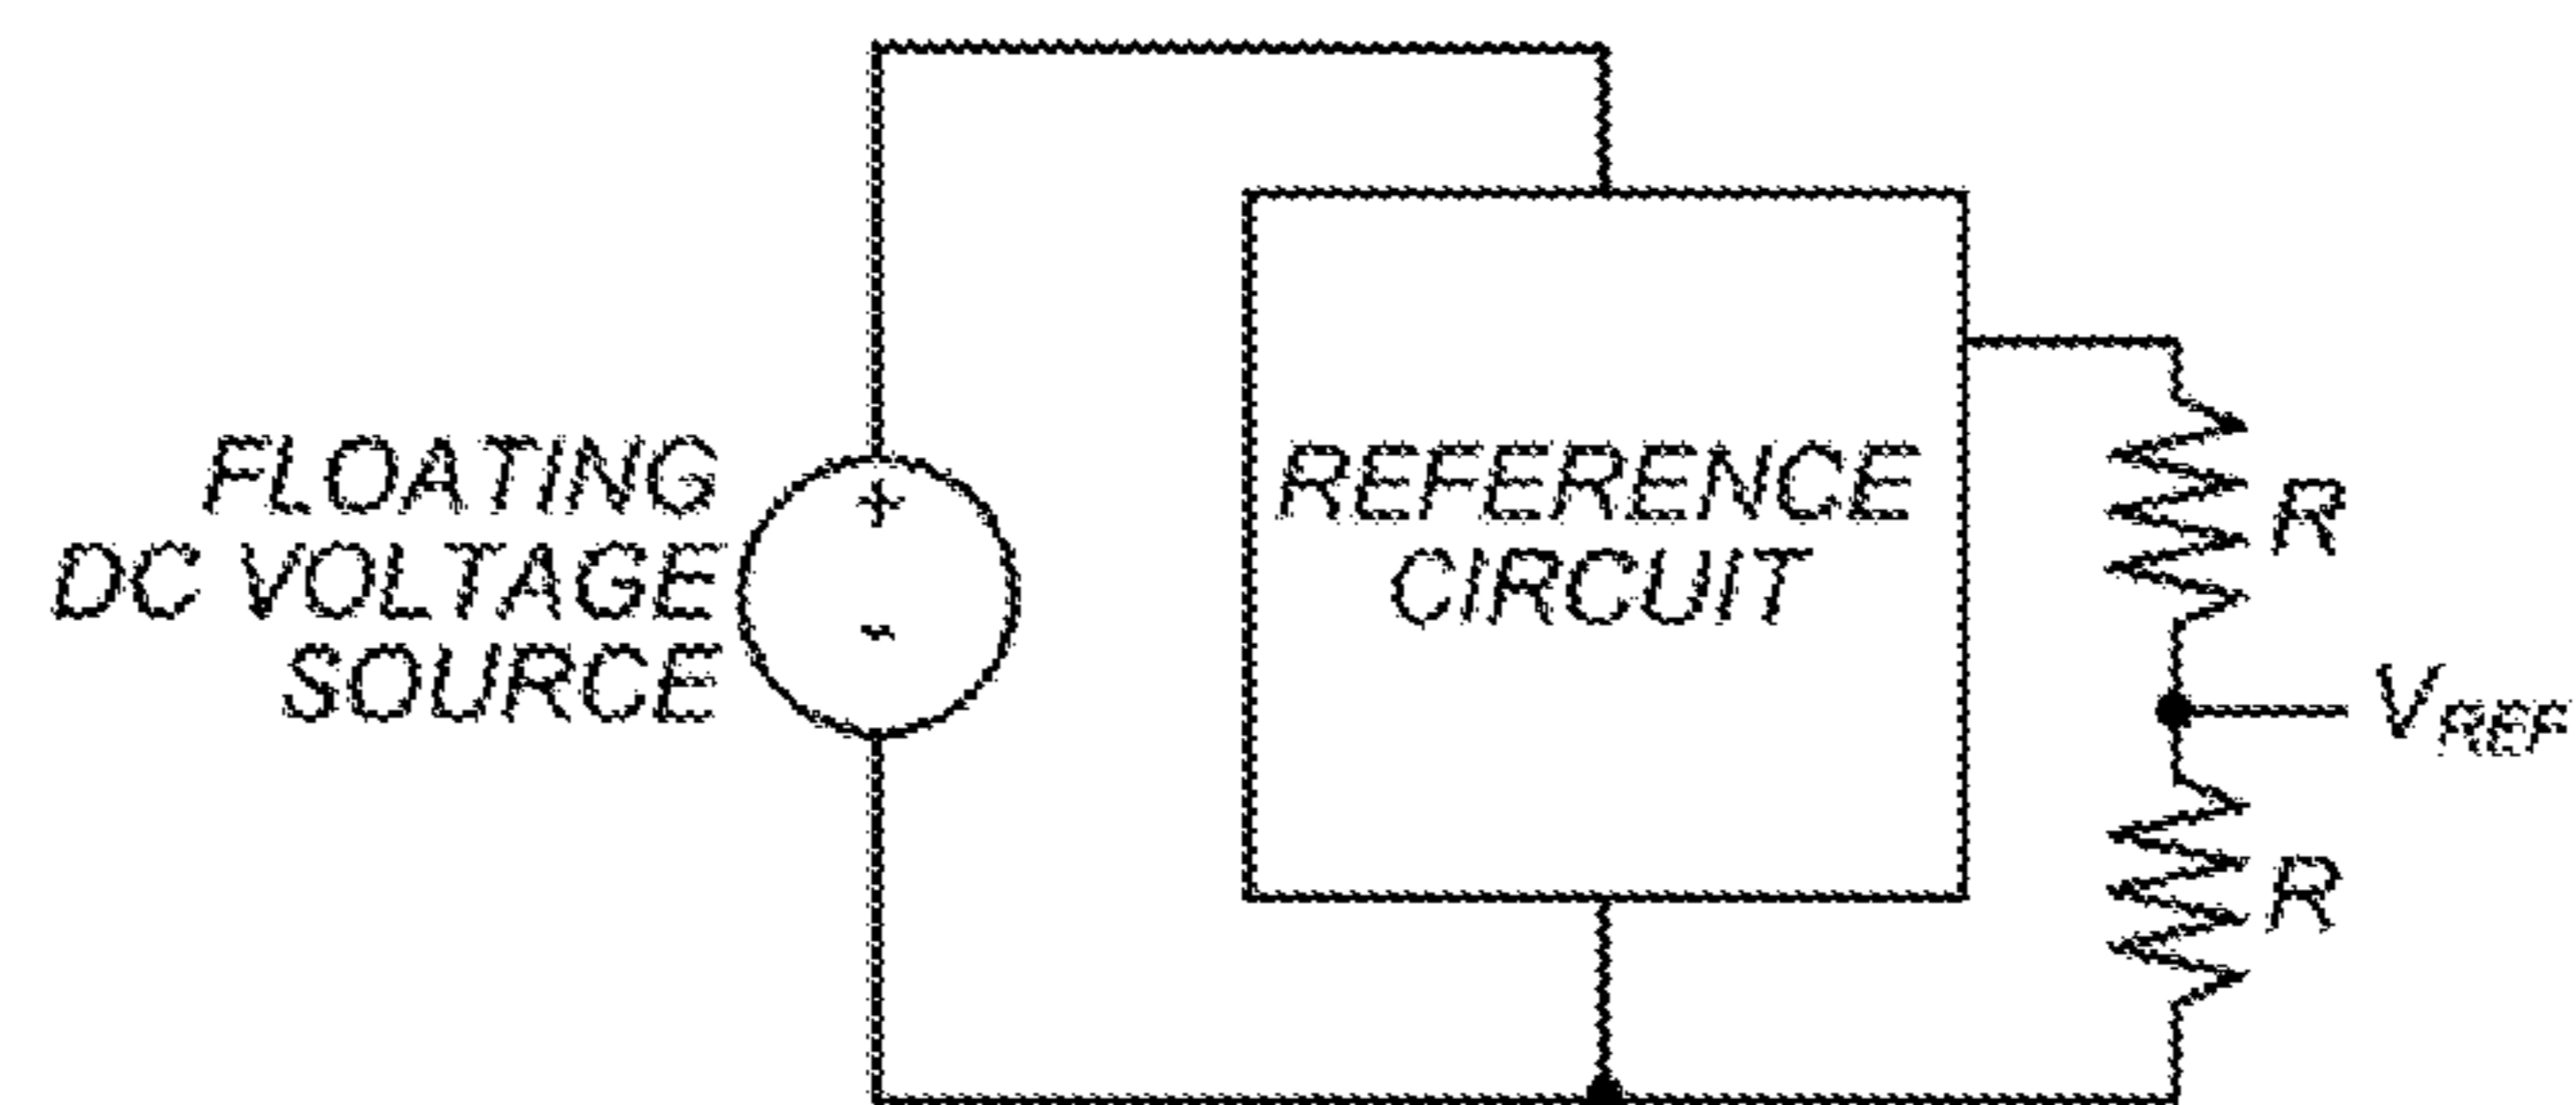 FLOATING
DC VOLTAGE
SOURCE
+
-
REFERENCE
CIRCUIT
R
VREF
R